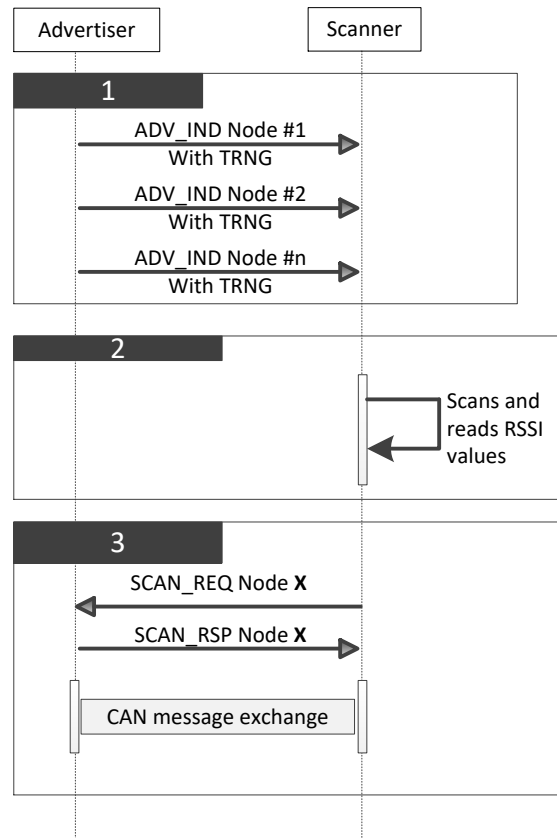 Advertiser
Scanner
1
ADV_IND Node #1
With TRNG
ADV_IND Node #2
With TRNG
ADV_IND Node #n
With TRNG
2
Scans and
reads RSSI
values
3
SCAN_REQ Node X
SCAN_RSP Node X
CAN message exchange